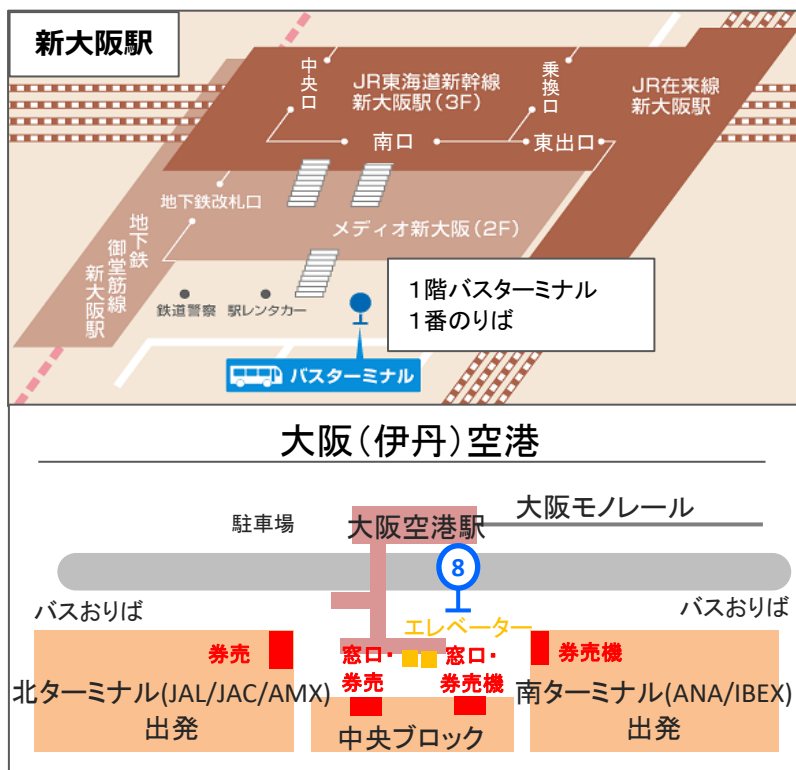 新大阪駅
中央口
JR東海道新幹線
新大阪駅(3F)
乗換口
JR在来線
新大阪駅
南口
東出口
地下鉄改札口
メディオ新大阪(2F)
地下鉄
御堂筋線
新大阪駅
鉄道警察
駅レンタカー
1階バスターミナル
1番のりば
バスターミナル
大阪(伊丹)空港
駐車場
大阪空港駅
大阪モノレール
8
バスおりば
バスおりば
エレベーター
券売
窓口・
券売
窓口・
券売機
券売機
北ターミナル(JAL/JAC/AMX)
出発
中央ブロック
南ターミナル(ANA/IBEX)
出発